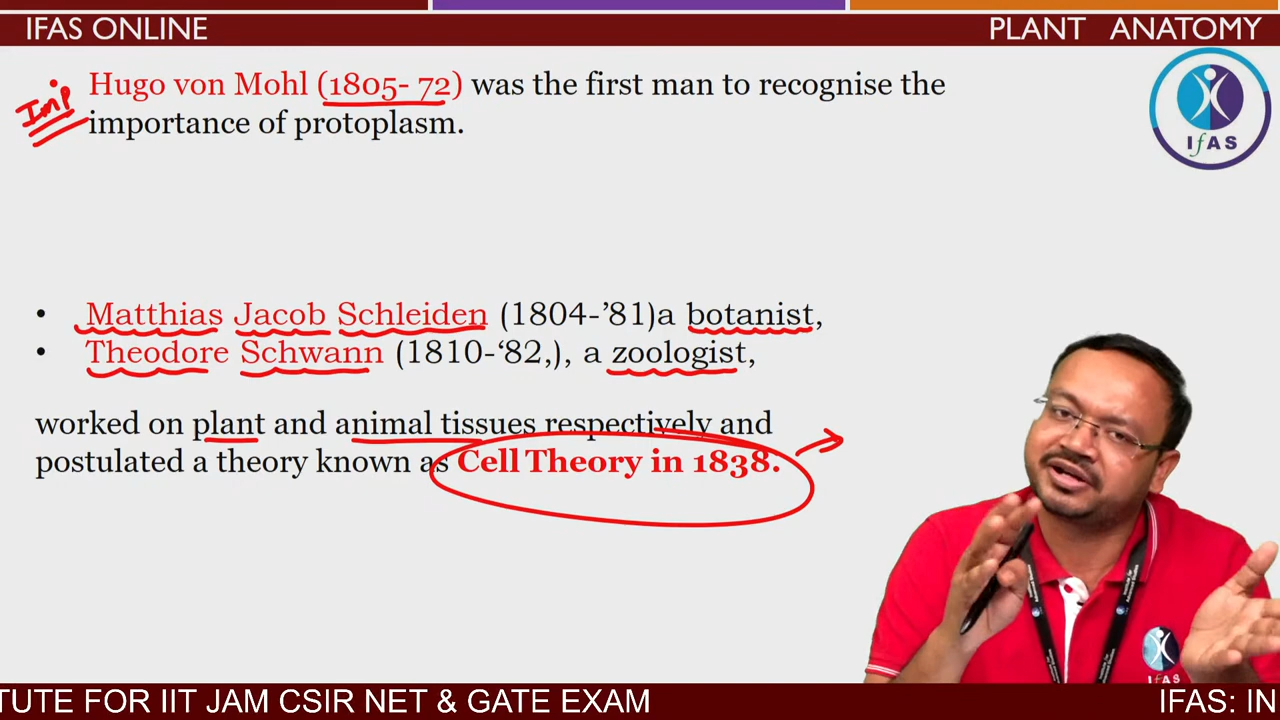 IFAS ONLINE
PLANT ANATOMY
Imp
Hugo von Mohl (1805- 72) was the first man to recognise the
importance of protoplasm.
IfAS
• Matthias Jacob Schleiden (1804-’81)a botanist,
• Theodore Schwann (1810-‘82,), a zoologist,
worked on plant and animal tissues respectively and
postulated a theory known as Cell Theory in 1838.
IFAS
TUTE FOR IIT JAM CSIR NET & GATE EXAM
IFAS: IN